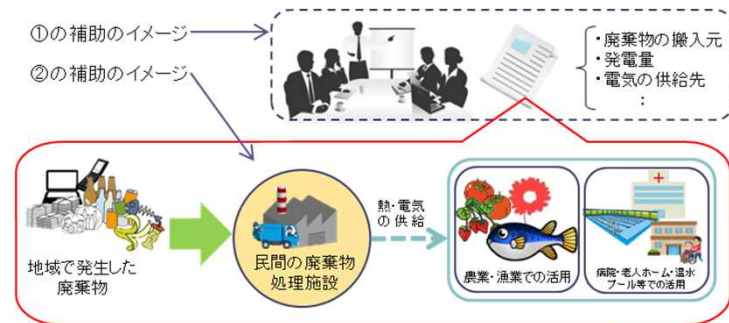 ①の補助のイメージ
②の補助のイメージ
・廃棄物の搬入元
・発電量
・電気の供給先
:
地域で発生した
廃棄物
民間の廃棄物
処理施設
熱・電気
の供給
農業・漁業での活用
病院・老人ホーム・温水
プール等での活用